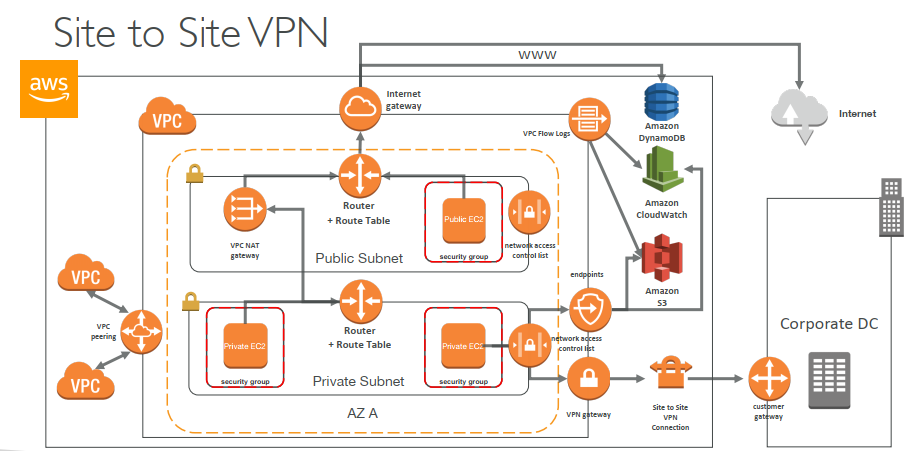 Site to Site VPN
WWW
aws
Internet
gateway
VPC
VPC Flow Logs
Amazon
DynamoDB
Internet
Router
+ Route Table
Public EC2
Amazon
CloudWatch
VPC NAT
gateway
Public Subnet
security group
network access
control list
VPC
endpoints
Amazon
S3
VPC
peering
Router
+ Route Table
Private EC2
Private EC2
network access
control list
Corporate DC
VPC
security group
Private Subnet
security group
AZ A
VPN gateway
Site to Site
VPN
Connection
customer
gateway